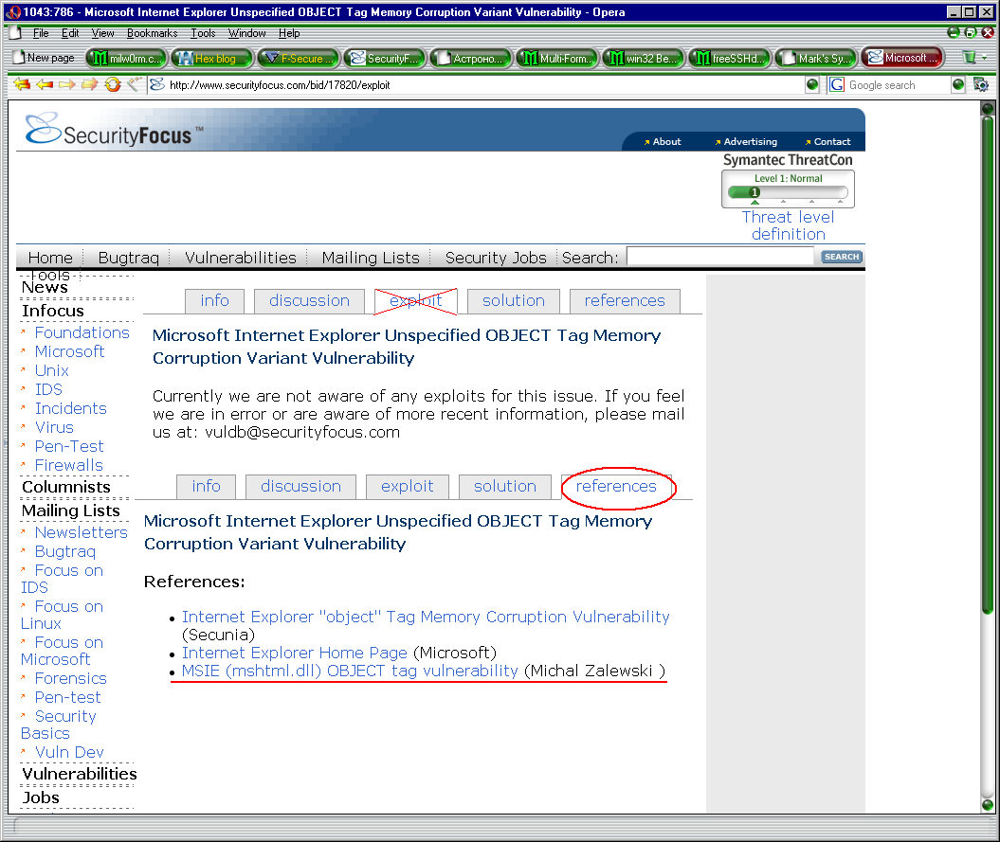 1043:786 - Microsoft Internet Explorer Unspecified OBJECT Tag Memory Corruption Variant Vulnerability - Opera
File Edit View Bookmarks Tools Window Help
New page milw0rm.c... Hex blog F-Secure ... SecurityF... Астроно... Multi-Form... win32 Be... freeSSHd... Mark's Sy... Microsoft ...
http://www.securityfocus.com/bid/17820/exploit
G Google search
SecurityFocus™
About Advertising Contact
Symantec ThreatCon
Level 1: Normal
1
Threat level
definition
Home Bugtraq Vulnerabilities Mailing Lists Security Jobs Search: SEARCH
Tools
News
Infocus
Foundations
Microsoft
Unix
IDS
Incidents
Virus
Pen-Test
Firewalls
Columnists
Mailing Lists
Newsletters
Bugtraq
Focus on
IDS
Focus on
Linux
Focus on
Microsoft
Forensics
Pen-test
Security
Basics
Vuln Dev
Vulnerabilities
Jobs
info discussion exploit solution references
Microsoft Internet Explorer Unspecified OBJECT Tag Memory
Corruption Variant Vulnerability
Currently we are not aware of any exploits for this issue. If you feel
we are in error or are aware of more recent information, please mail
us at: vuldb@securityfocus.com
info discussion exploit solution references
Microsoft Internet Explorer Unspecified OBJECT Tag Memory
Corruption Variant Vulnerability
References:
• Internet Explorer "object" Tag Memory Corruption Vulnerability
(Secunia)
• Internet Explorer Home Page (Microsoft)
• MSIE (mshtml.dll) OBJECT tag vulnerability (Michal Zalewski )